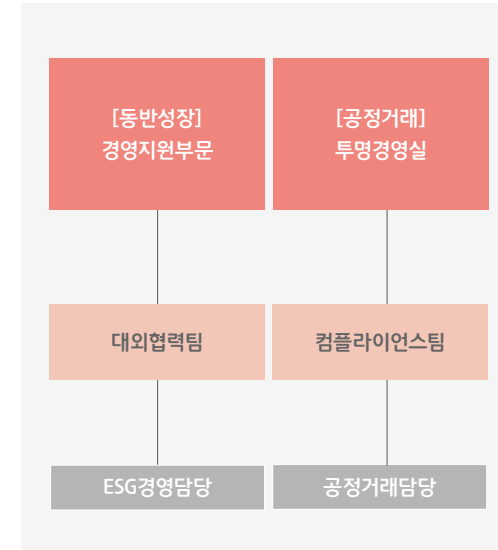 [동반성장]
경영지원부문
[공정거래]
투명경영실
대외협력팀
컴플라이언스팀
ESG경영담당
공정거래담당